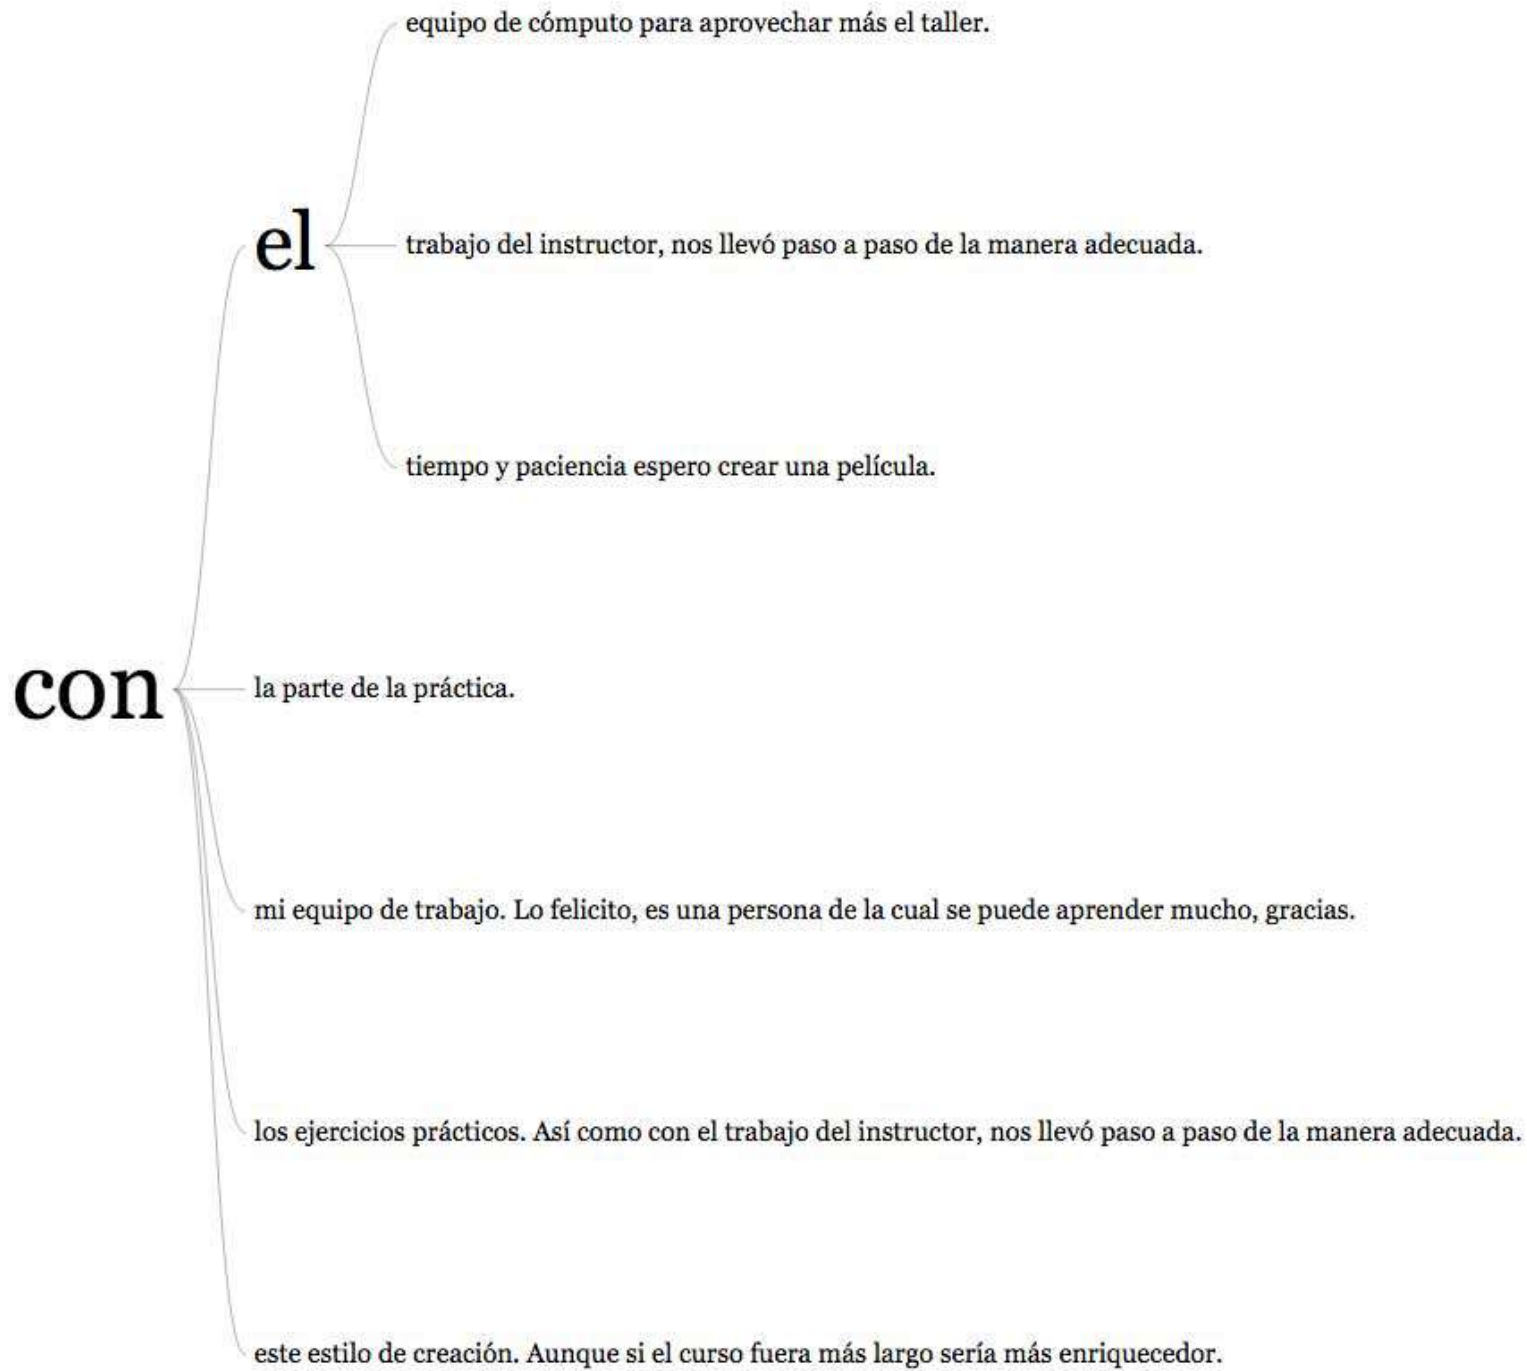 equipo de cómputo para aprovechar más el taller.
el
trabajo del instructor, nos llevó paso a paso de la manera adecuada.
tiempo y paciencia espero crear una película.
con
la parte de la práctica.
mi equipo de trabajo. Lo felicito, es una persona de la cual se puede aprender mucho, gracias.
los ejercicios prácticos. Así como con el trabajo del instructor, nos llevó paso a paso de la manera adecuada.
este estilo de creación. Aunque si el curso fuera más largo sería más enriquecedor.